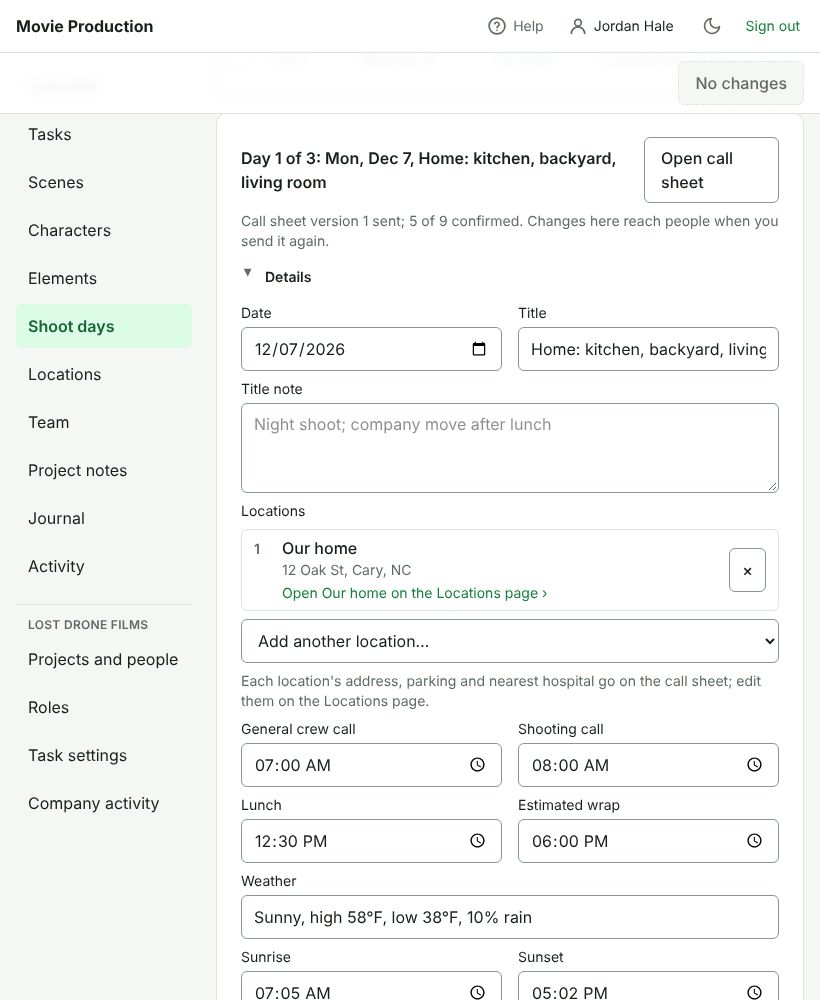 Movie Production
Help
Jordan Hale
Sign out
No changes
Tasks
Scenes
Characters
Elements
Shoot days
Locations
Team
Project notes
Journal
Activity
LOST DRONE FILMS
Projects and people
Roles
Task settings
Company activity
Day 1 of 3: Mon, Dec 7, Home: kitchen, backyard,
living room
Open call
sheet
Call sheet version 1 sent; 5 of 9 confirmed. Changes here reach people when you
send it again.
▼ Details
Date
Title
12/07/2026
Home: kitchen, backyard, living
Title note
Night shoot; company move after lunch
Locations
1
Our home
12 Oak St, Cary, NC
Open Our home on the Locations page ›
×
Add another location...
Each location's address, parking and nearest hospital go on the call sheet; edit
them on the Locations page.
General crew call
Shooting call
07:00 AM
08:00 AM
Lunch
Estimated wrap
12:30 PM
06:00 PM
Weather
Sunny, high 58°F, low 38°F, 10% rain
Sunrise
Sunset
07:05 AM
05:02 PM